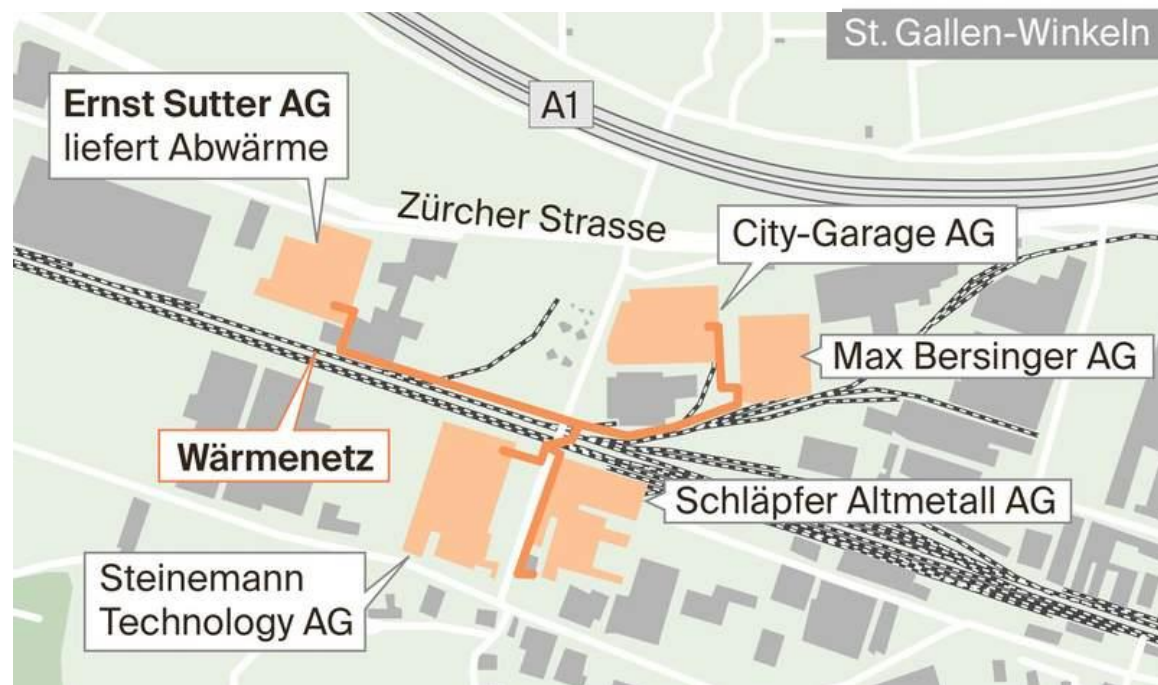 St. Gallen-Winkeln
Ernst Sutter AG
liefert Abwärme
A1
Zürcher Strasse
City-Garage AG
Max Bersinger AG
Wärmenetz
Schläpfer Altmetall AG
Steinemann
Technology AG